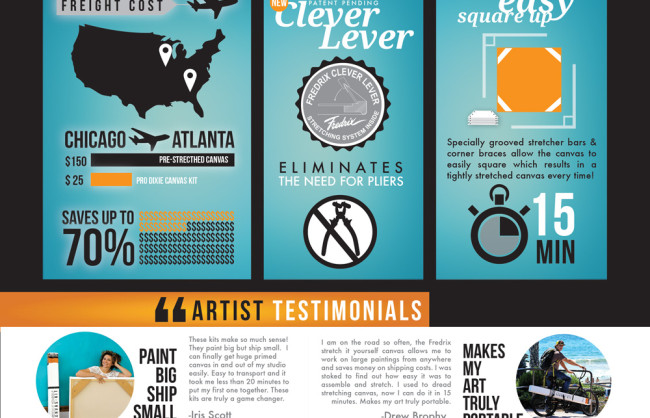 FREIGHT COST
CHICAGO ATLANTA
$150 PRE-STRECTHED CANVAS
$25 PRO DIXIE CANVAS KIT
SAVES UP TO
70%
NEW
PATENT PENDING
Clever
Lever
FREDRIX CLEVER LEVER
Fredrix
STRETCHING SYSTEM INSIDE
ELIMINATES
THE NEED FOR PLIERS
easy
square up
Specially grooved stretcher bars &
corner braces allow the canvas to
easily square which results in a
tightly stretched canvas every time!
15
MIN
ARTIST TESTIMONIALS
PAINT
BIG
SHIP
SMALL
These kits make so much sense!
They paint big but ship small. I
can finally get huge primed
canvas in and out of my studio
easily. Easy to transport and it
took me less than 20 minutes to
put my first one together. These
kits are truly a game changer.
-Iris Scott
I am on the road so often, the Fredrix
stretch it yourself canvas allows me to
work on large paintings from anywhere
and saves money on shipping costs. I was
stoked to find out how easy it was to
assemble and stretch. I used to dread
stretching canvas, now I can do it in 15
minutes. Makes my art truly portable.
-Drew Brophy
MAKES
MY
ART
TRULY
PORTABLE